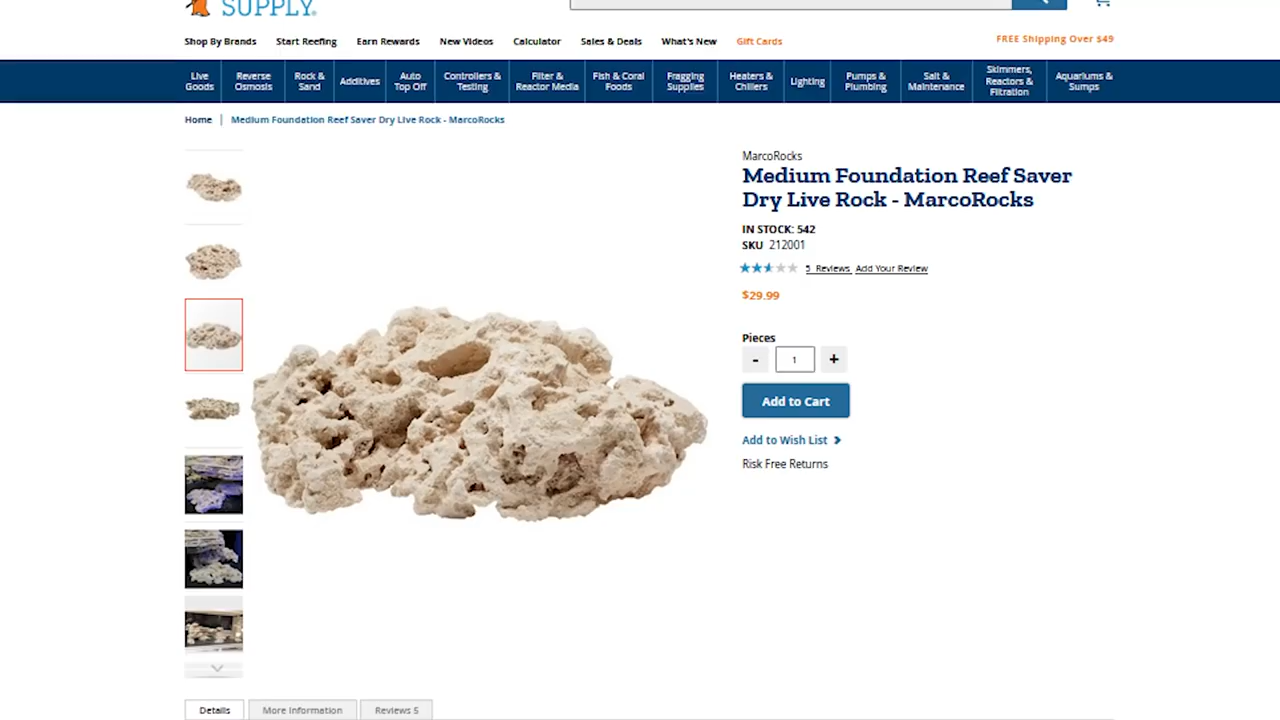 SUPPLY
Shop By Brands Start Reefing Earn Rewards New Videos Calculator Sales & Deals What's New Gift Cards FREE Shipping Over $49
Live Goods Reverse Osmosis Rock & Sand Additives Auto Top Off Controllers & Testing Filter & Reactor Media Fish & Coral Foods Fragging Supplies Heaters & Chillers Lighting Pumps & Plumbing Salt & Maintenance Skimmers, Reactors & Filtration Aquariums & Sumps
Home | Medium Foundation Reef Saver Dry Live Rock - MarcoRocks
MarcoRocks
Medium Foundation Reef Saver
Dry Live Rock - MarcoRocks
IN STOCK: 542
SKU 212001
5 Reviews Add Your Review
$29.99
Pieces
- 1 +
Add to Cart
Add to Wish List
Risk Free Returns
Details More Information Reviews 5